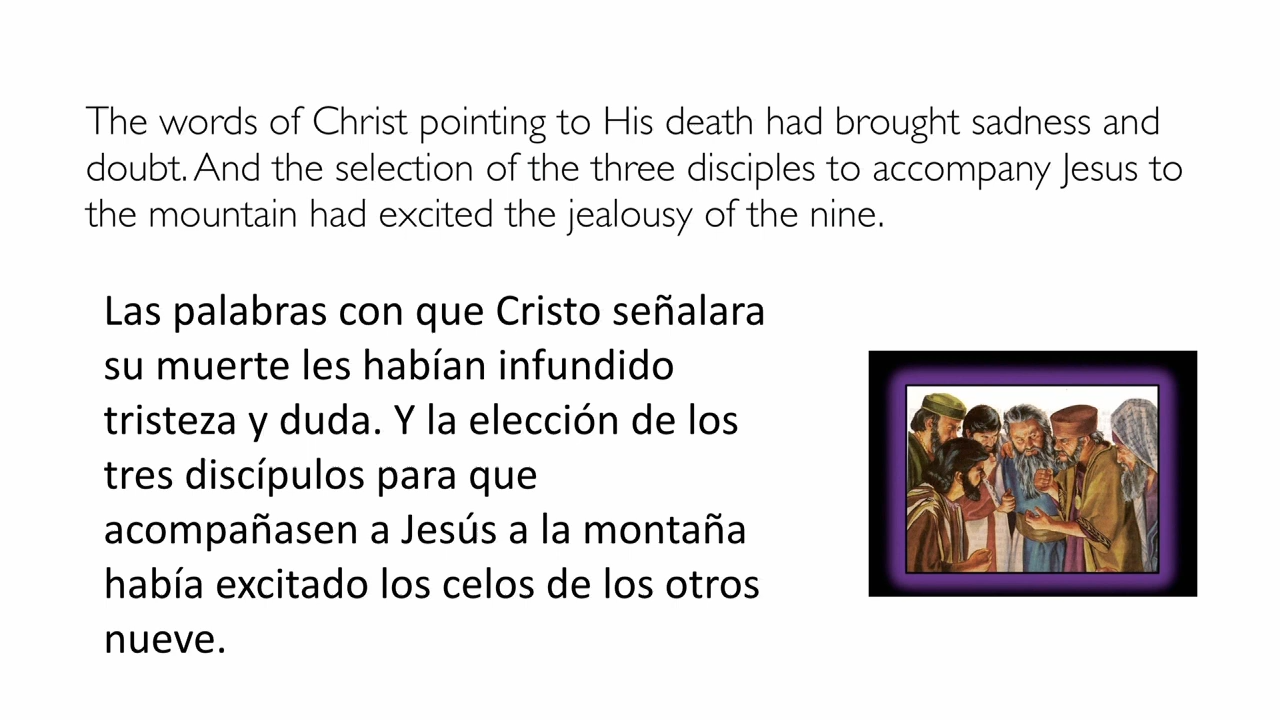 The words of Christ pointing to His death had brought sadness and
doubt. And the selection of the three disciples to accompany Jesus to
the mountain had excited the jealousy of the nine.
Las palabras con que Cristo señalara
su muerte les habían infundido
tristeza y duda. Y la elección de los
tres discípulos para que
acompañasen a Jesús a la montaña
había excitado los celos de los otros
nueve.